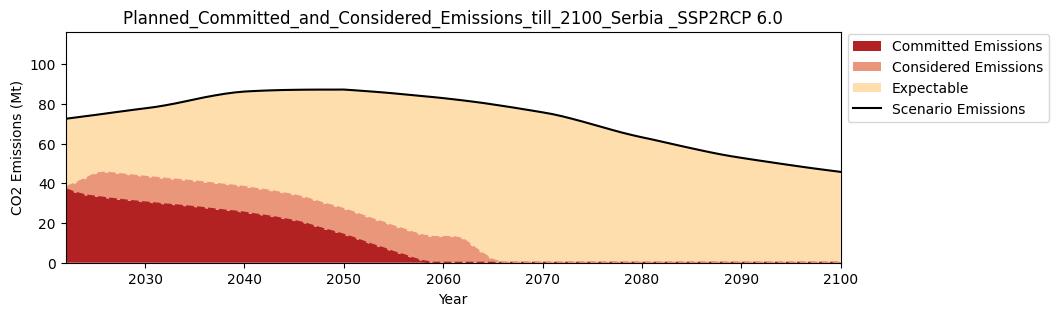 Planned_Committed_and_Considered_Emissions_till_2100_Serbia _SSP2RCP 6.0
CO2 Emissions (Mt)
100
80
60
40
20
0
2030 2040 2050 2060 2070 2080 2090 2100
Year
Committed Emissions
Considered Emissions
Expectable
Scenario Emissions